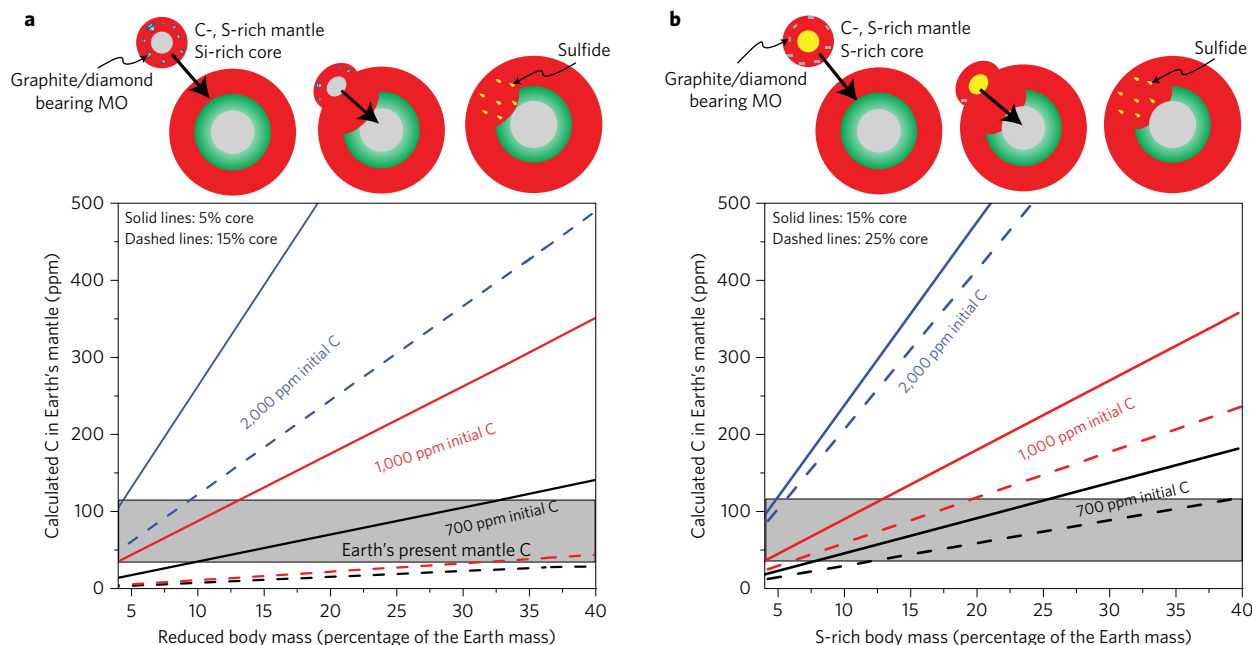 a
C-, S-rich mantle
Si-rich core
Graphite/diamond
bearing MO
Sulfide
500
400
300
200
100
0
Calculated C in Earth's mantle (ppm)
Solid lines: 5% core
Dashed lines: 15% core
2,000 ppm initial C
1,000 ppm initial C
700 ppm initial C
Earth's present mantle C
5 10 15 20 25 30 35 40
Reduced body mass (percentage of the Earth mass)
b
C-, S-rich mantle
S-rich core
Graphite/diamond
bearing MO
Sulfide
500
400
300
200
100
0
Calculated C in Earth's mantle (ppm)
Solid lines: 15% core
Dashed lines: 25% core
2,000 ppm initial C
1,000 ppm initial C
700 ppm initial C
5 10 15 20 25 30 35 40
S-rich body mass (percentage of the Earth mass)